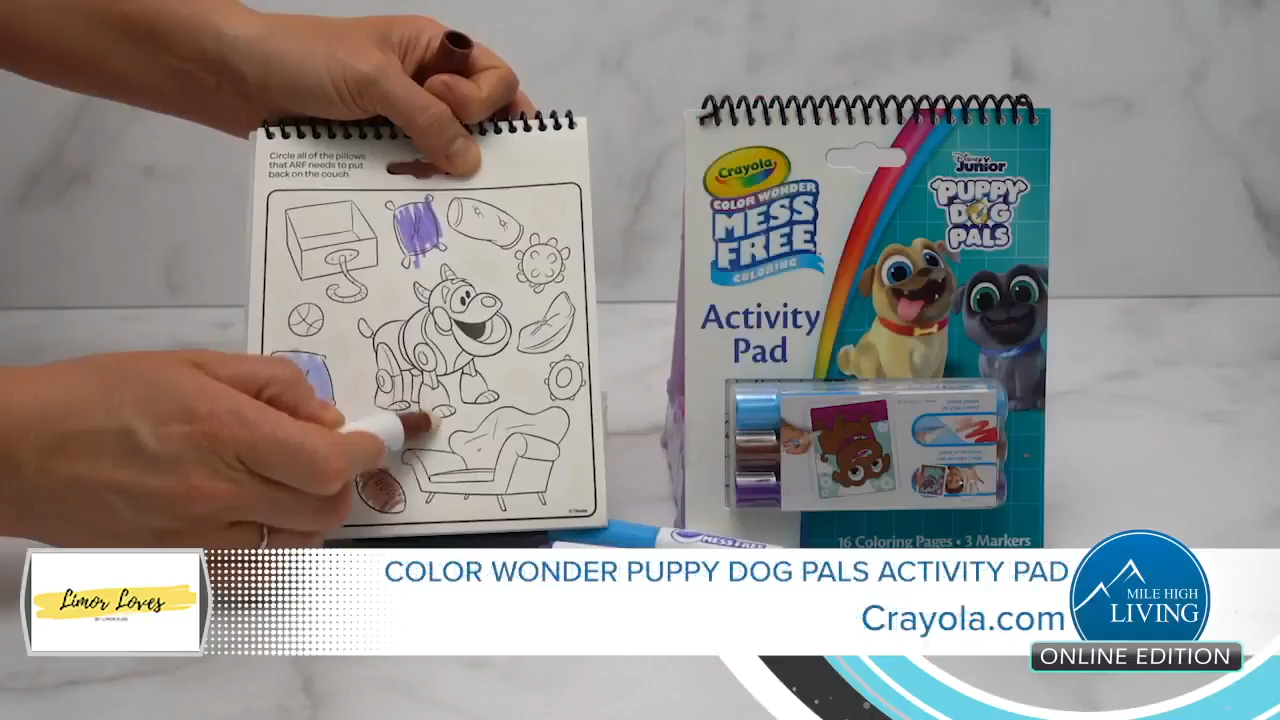 Circle all of the pillows
that ARF needs to put
back on the couch.
© Disney
Crayola
COLOR WONDER
MESS
FREE
COLORING
Activity
Pad
Disney
JUNIOR
PUPPY
DOG
PALS
16 Coloring Pages • 3 Markers
MESS FREE
Limor Loves
COLOR WONDER PUPPY DOG PALS ACTIVITY PAD
Crayola.com
MILE HIGH
LIVING
ONLINE EDITION